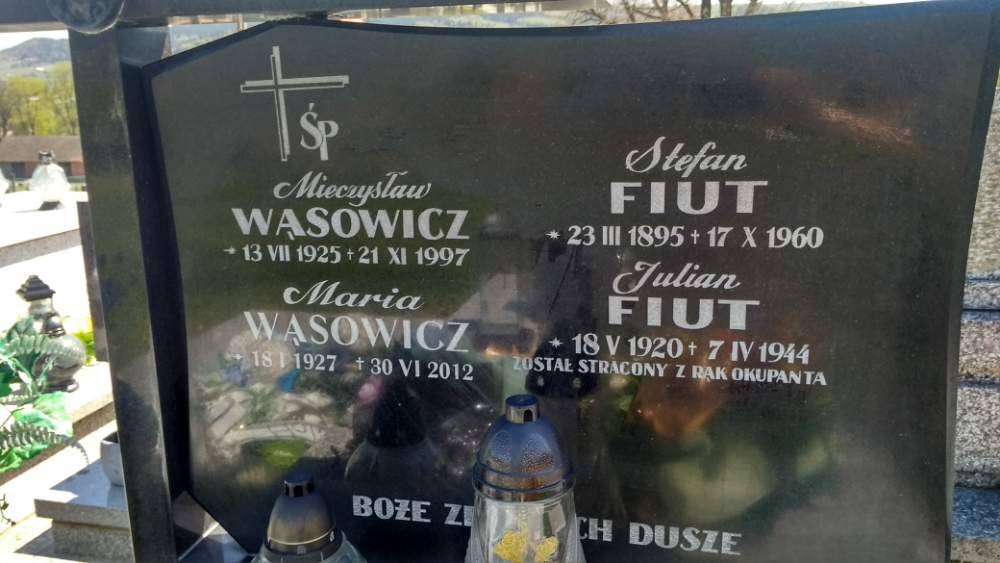 ŚP
Mieczysław
WĄSOWICZ
* 13 VII 1925 + 21 XI 1997
Maria
WĄSOWICZ
* 18 I 1927 + 30 VI 2012
Stefan
FIUT
* 23 III 1895 + 17 X 1960
Julian
FIUT
* 18 V 1920 + 7 IV 1944
ZOSTAŁ STRACONY Z RĄK OKUPANTA
BOŻE DUSZE